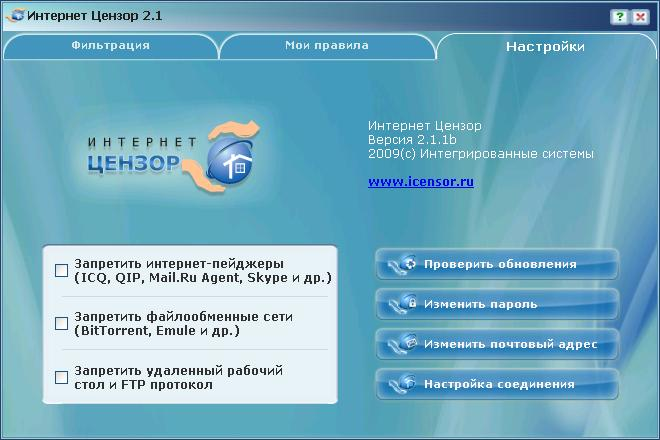 Интернет Цензор 2.1
Фильтрация
Мои правила
Настройки
ИНТЕРНЕТ
ЦЕНЗОР
Интернет Цензор
Версия 2.1.1b
2009(с) Интегрированные системы
www.icensor.ru
Запретить интернет-пейджеры
(ICQ, QIP, Mail.Ru Agent, Skype и др.)
Запретить файлообменные сети
(BitTorrent, Emule и др.)
Запретить удаленный рабочий
стол и FTP протокол
Проверить обновления
Изменить пароль
Изменить почтовый адрес
Настройка соединения